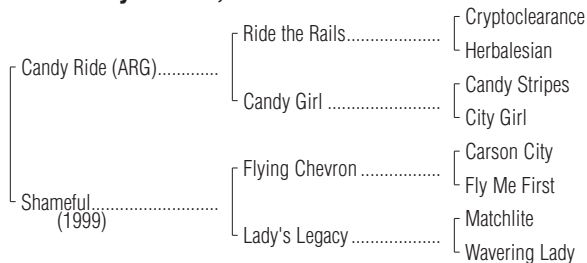 Cryptoclearance
Ride the Rails..................
Herbalesian
Candy Ride (ARG).............
Candy Stripes
Candy Girl ........................
City Girl
Carson City
Flying Chevron .................
Fly Me First
Shameful...........................
(1999)
Matchlite
Lady's Legacy ...................
Wavering Lady